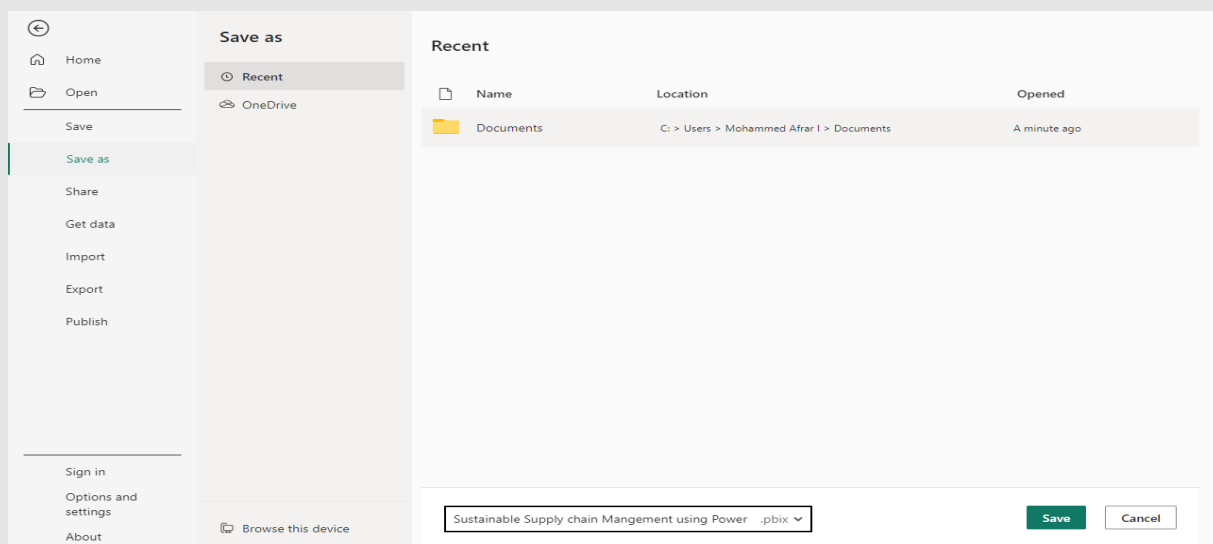 Home
Open
Save
Save as
Share
Get data
Import
Export
Publish
Sign in
Options and
settings
About
Save as
Recent
OneDrive
Browse this device
Recent
Name Location Opened
Documents C: > Users > Mohammed Afrar I > Documents A minute ago
Sustainable Supply chain Mangement using Power .pbix
Save Cancel